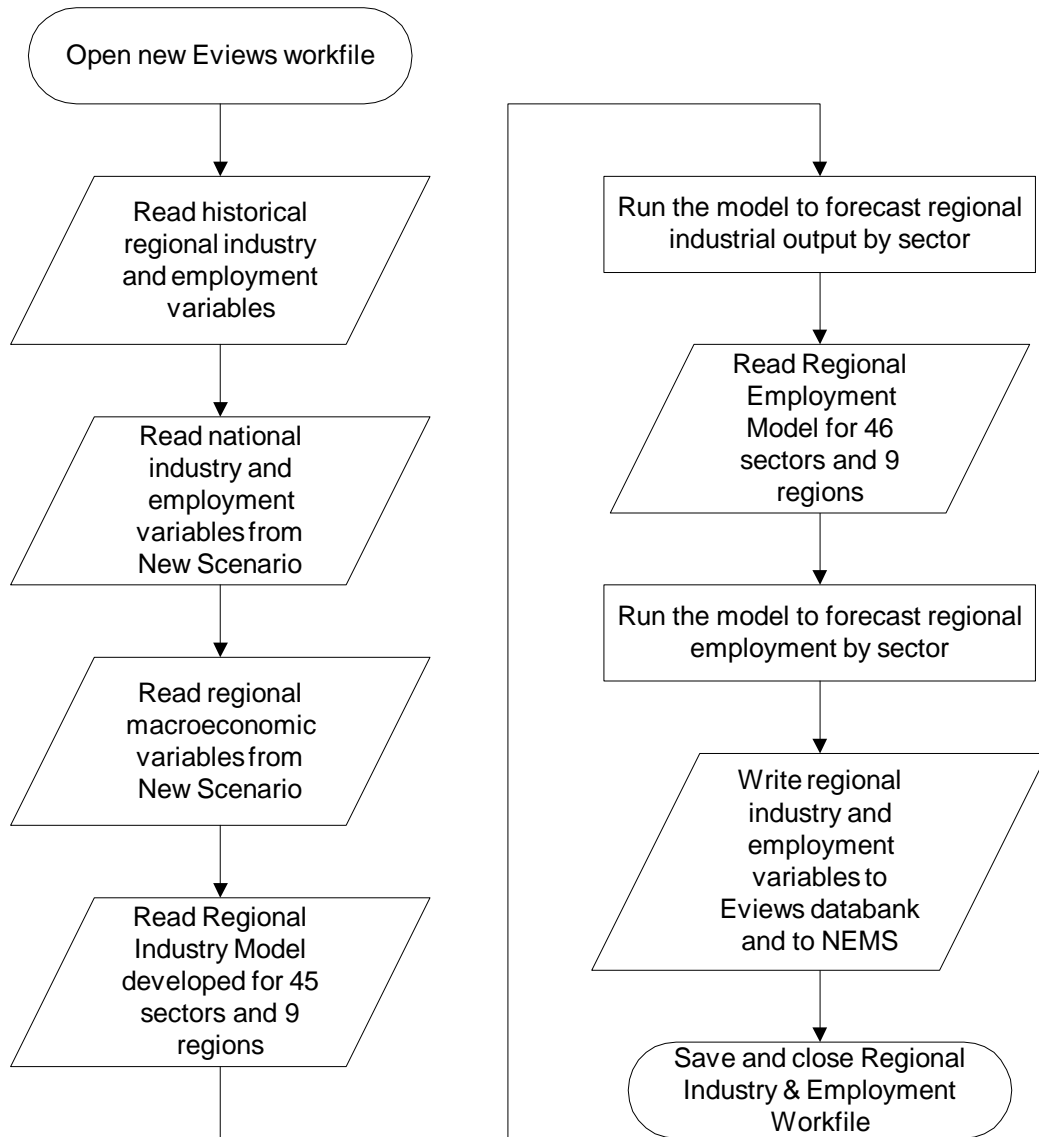 Open new Eviews workfile
Read historical
regional industry
and employment
variables
Read national
industry and
employment
variables from
New Scenario
Read regional
macroeconomic
variables from
New Scenario
Read Regional
Industry Model
developed for 45
sectors and 9
regions
Run the model to forecast regional
industrial output by sector
Read Regional
Employment
Model for 46
sectors and 9
regions
Run the model to forecast regional
employment by sector
Write regional
industry and
employment
variables to
Eviews databank
and to NEMS
Save and close Regional
Industry & Employment
Workfile